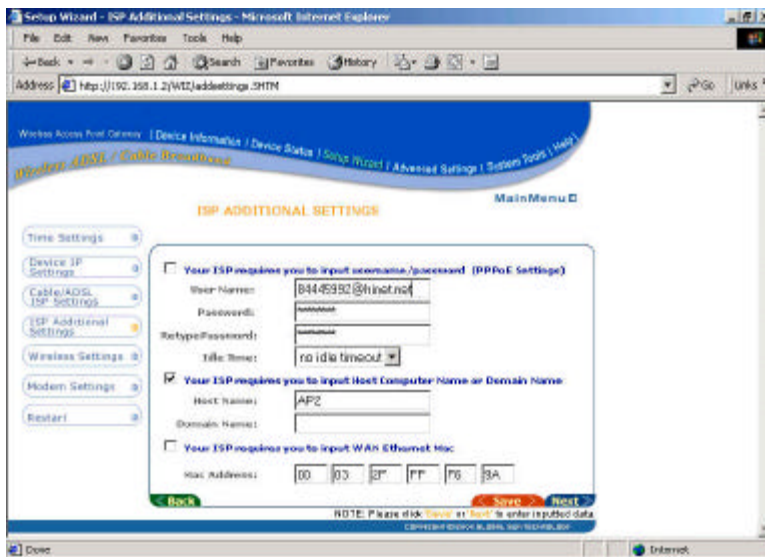 Setup Wizard - ISP Additional Settings - Microsoft Internet Explorer
File Edit View Favorites Tools Help
Back Search Favorites History
Address http://192.168.1.2/WIZ/addsettings.SHTM Go Links
Wireless Access Point Gateway | Device Information / Device Status / Setup Wizard / Advanced Settings | System Tools | Help
Wireless ADSL / Cable Broadband
MainMenu
ISP ADDITIONAL SETTINGS
Time Settings
Device IP Settings
Cable/ADSL ISP Settings
ISP Additional Settings
Wireless Settings
Modem Settings
Restart
Your ISP requires you to input username/password (PPPoE Settings)
User Name: 84445992@hinet.net
Password: ********
Retype Password: ********
Idle Time: no idle timeout
Your ISP requires you to input Host Computer Name or Domain Name
Host Name: AP2
Domain Name:
Your ISP requires you to input WAN Ethernet Mac
Mac Address: 00 03 2F FF F6 9A
Back Save Next
NOTE: Please click "Save" or "Next" to enter inputted data
Done Internet